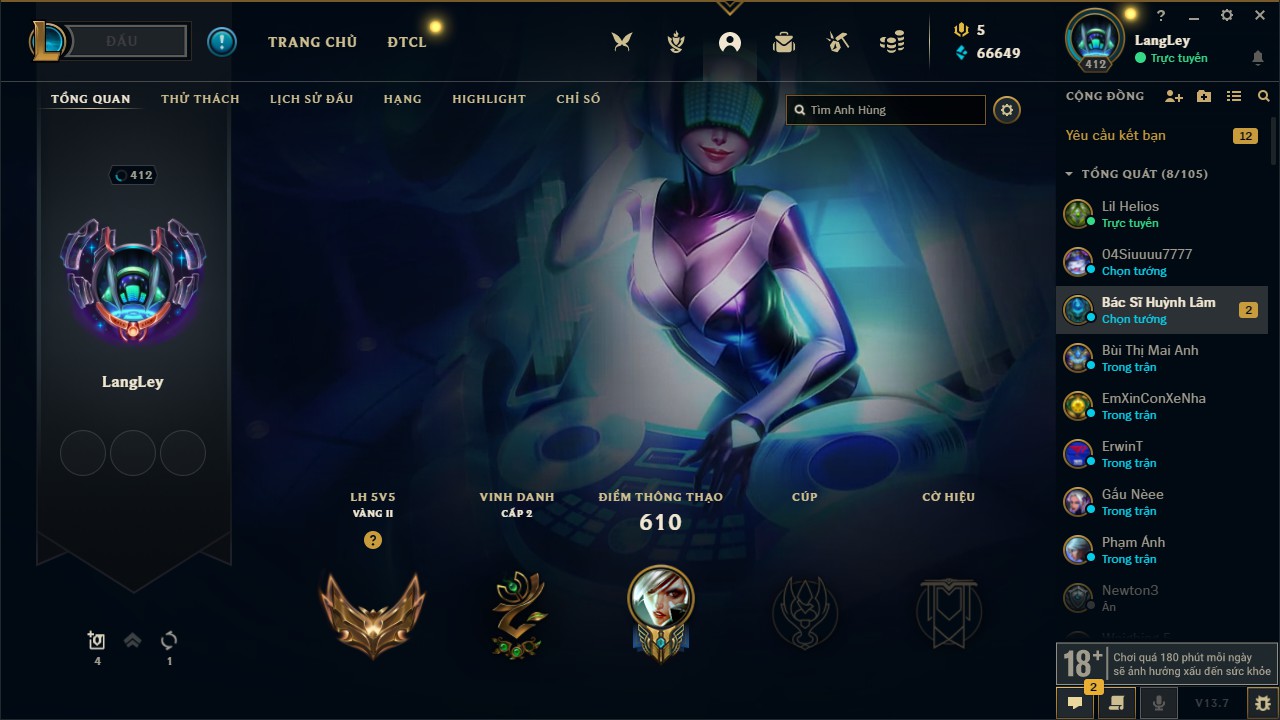 ĐẤU
TRANG CHỦ
ĐTCL
5
66649
?
412
LangLey
Trực tuyến
TỔNG QUAN
THỬ THÁCH
LỊCH SỬ ĐẤU
HẠNG
HIGHLIGHT
CHỈ SỐ
Tìm Anh Hùng
412
LangLey
4
1
LH 5V5
VÀNG II
?
VINH DANH
CẤP 2
ĐIỂM THÔNG THẠO
610
CÚP
CỜ HIỆU
CỘNG ĐỒNG
Yêu cầu kết bạn
12
TỔNG QUÁT (8/105)
Lil Helios
Trực tuyến
04Siuuuu7777
Chọn tướng
Bác Sĩ Huỳnh Lâm
Chọn tướng
2
Bùi Thị Mai Anh
Trong trận
EmXinConXeNha
Trong trận
ErwinT
Trong trận
Gấu Nèee
Trong trận
Phạm Ánh
Trong trận
Newton3
Ẩn
18+
Chơi quá 180 phút mỗi ngày
sẽ ảnh hưởng xấu đến sức khỏe
2
V13.7